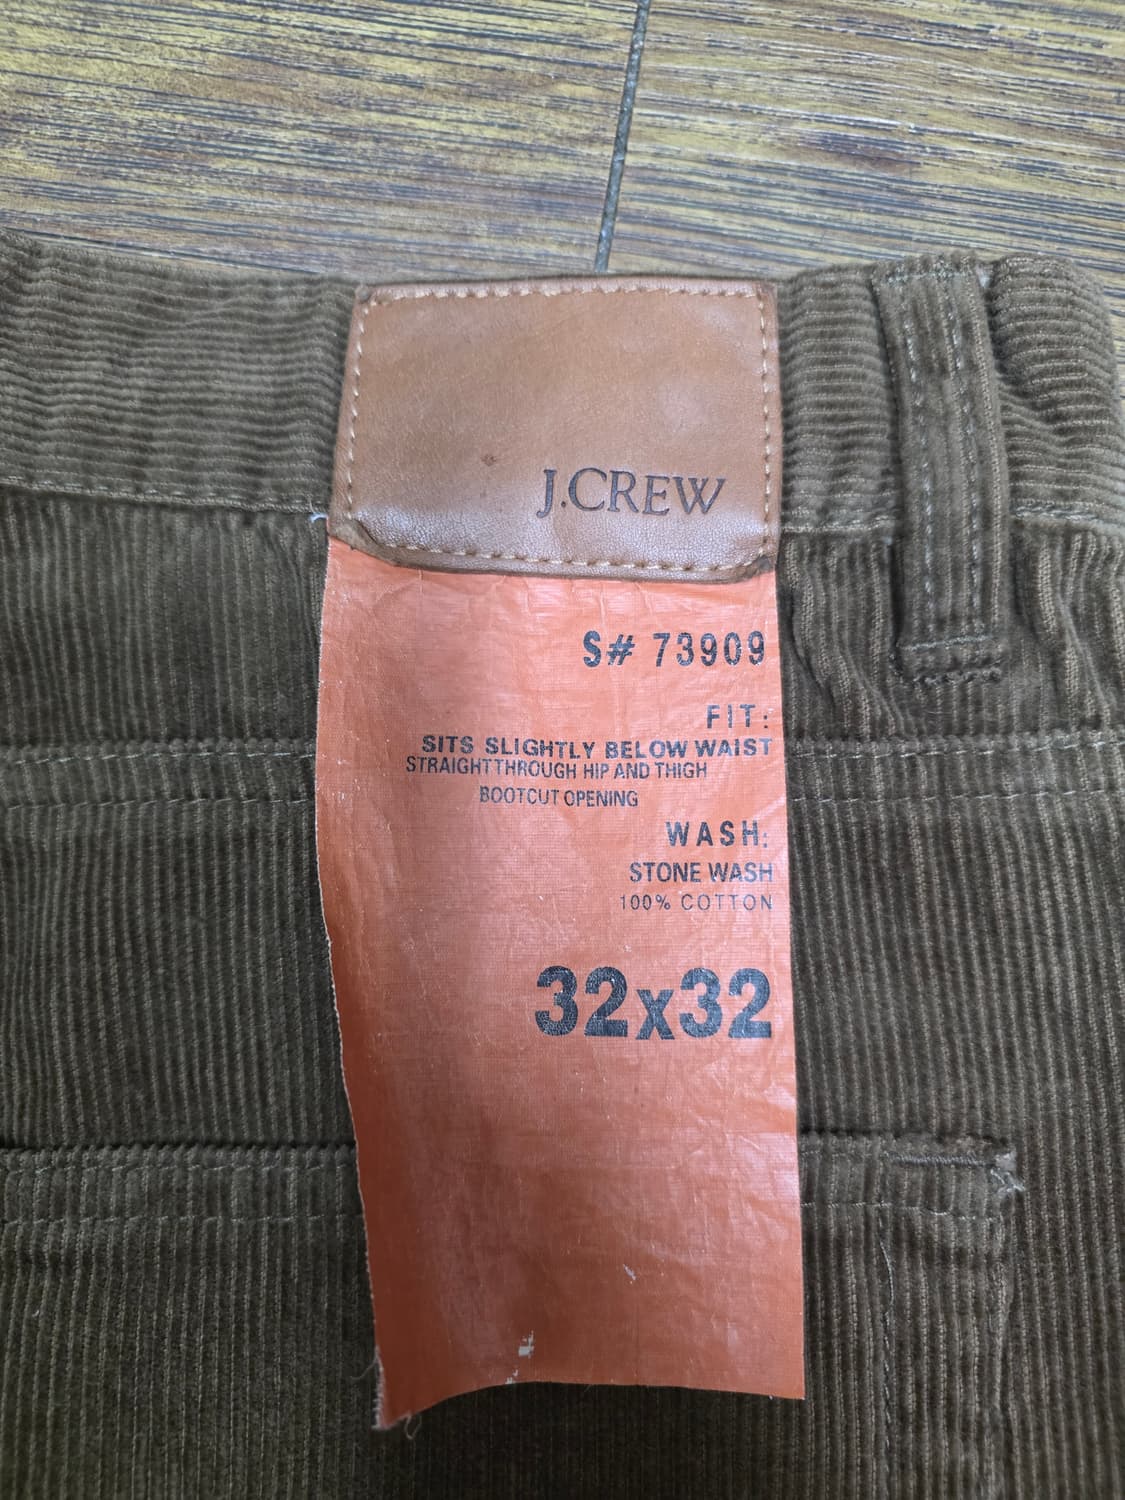 J.CREW
S# 73909
FIT:
SITS SLIGHTLY BELOW WAIST
STRAIGHT THROUGH HIP AND THIGH
BOOTCUT OPENING
WASH:
STONE WASH
100% COTTON
32x32